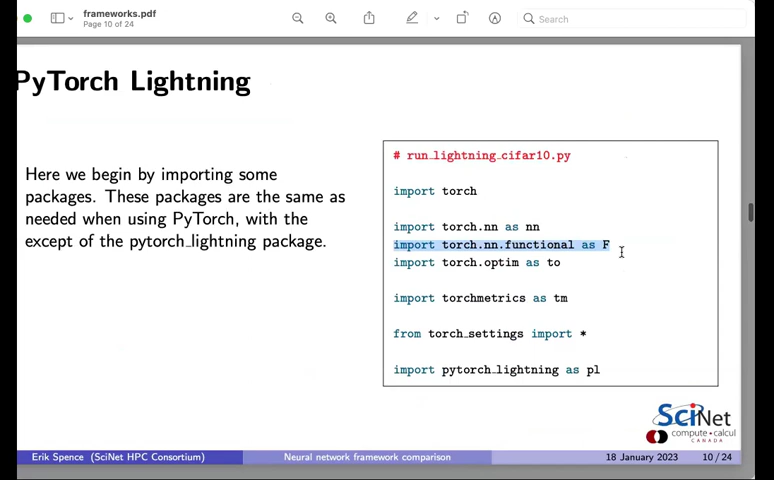 frameworks.pdf
Page 10 of 24
Search
PyTorch Lightning
Here we begin by importing some
packages. These packages are the same as
needed when using PyTorch, with the
except of the pytorch_lightning package.
# run_lightning_cifar10.py
import torch
import torch.nn as nn
import torch.nn.functional as F
import torch.optim as to
import torchmetrics as tm
from torch_settings import *
import pytorch_lightning as pl
SciNet
compute • calcul
CANADA
Erik Spence (SciNet HPC Consortium)
Neural network framework comparison
18 January 2023
10 / 24